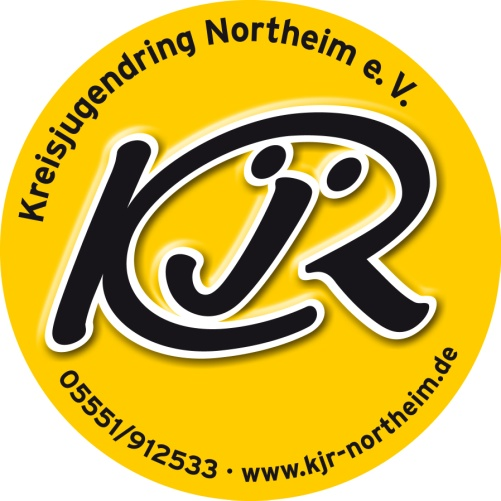 Kreisjugendring Northeim e. V.
KJR
05551/912533 · www.kjr-northeim.de